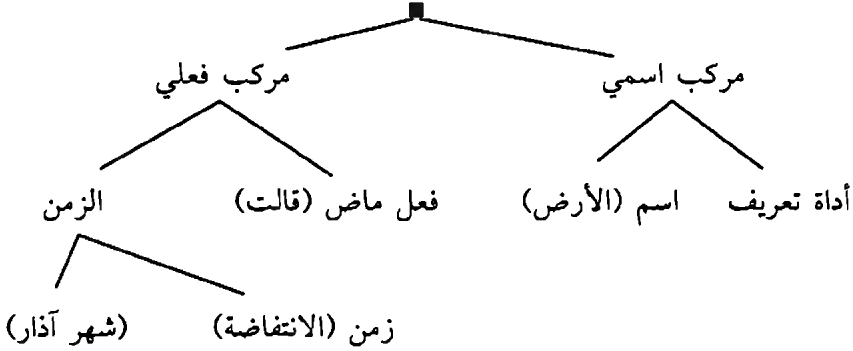 مركب اسمي مركب فعلي
أداة تعريف اسم (الأرض) فعل ماض (قالت) الزمن
زمن (الانتفاضة) (شهر آذار)